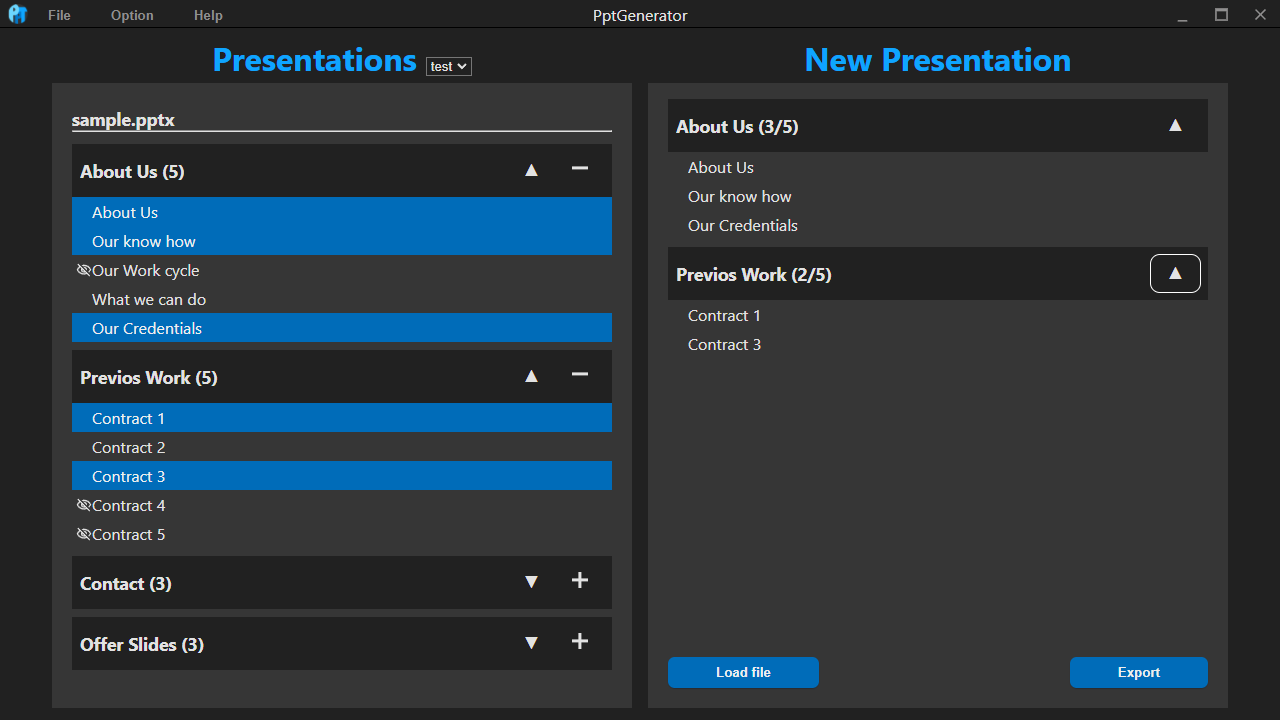 File Option Help PptGenerator
Presentations test
sample.pptx
About Us (5)
About Us
Our know how
Our Work cycle
What we can do
Our Credentials
Previos Work (5)
Contract 1
Contract 2
Contract 3
Contract 4
Contract 5
Contact (3)
Offer Slides (3)
New Presentation
About Us (3/5)
About Us
Our know how
Our Credentials
Previos Work (2/5)
Contract 1
Contract 3
Load file Export